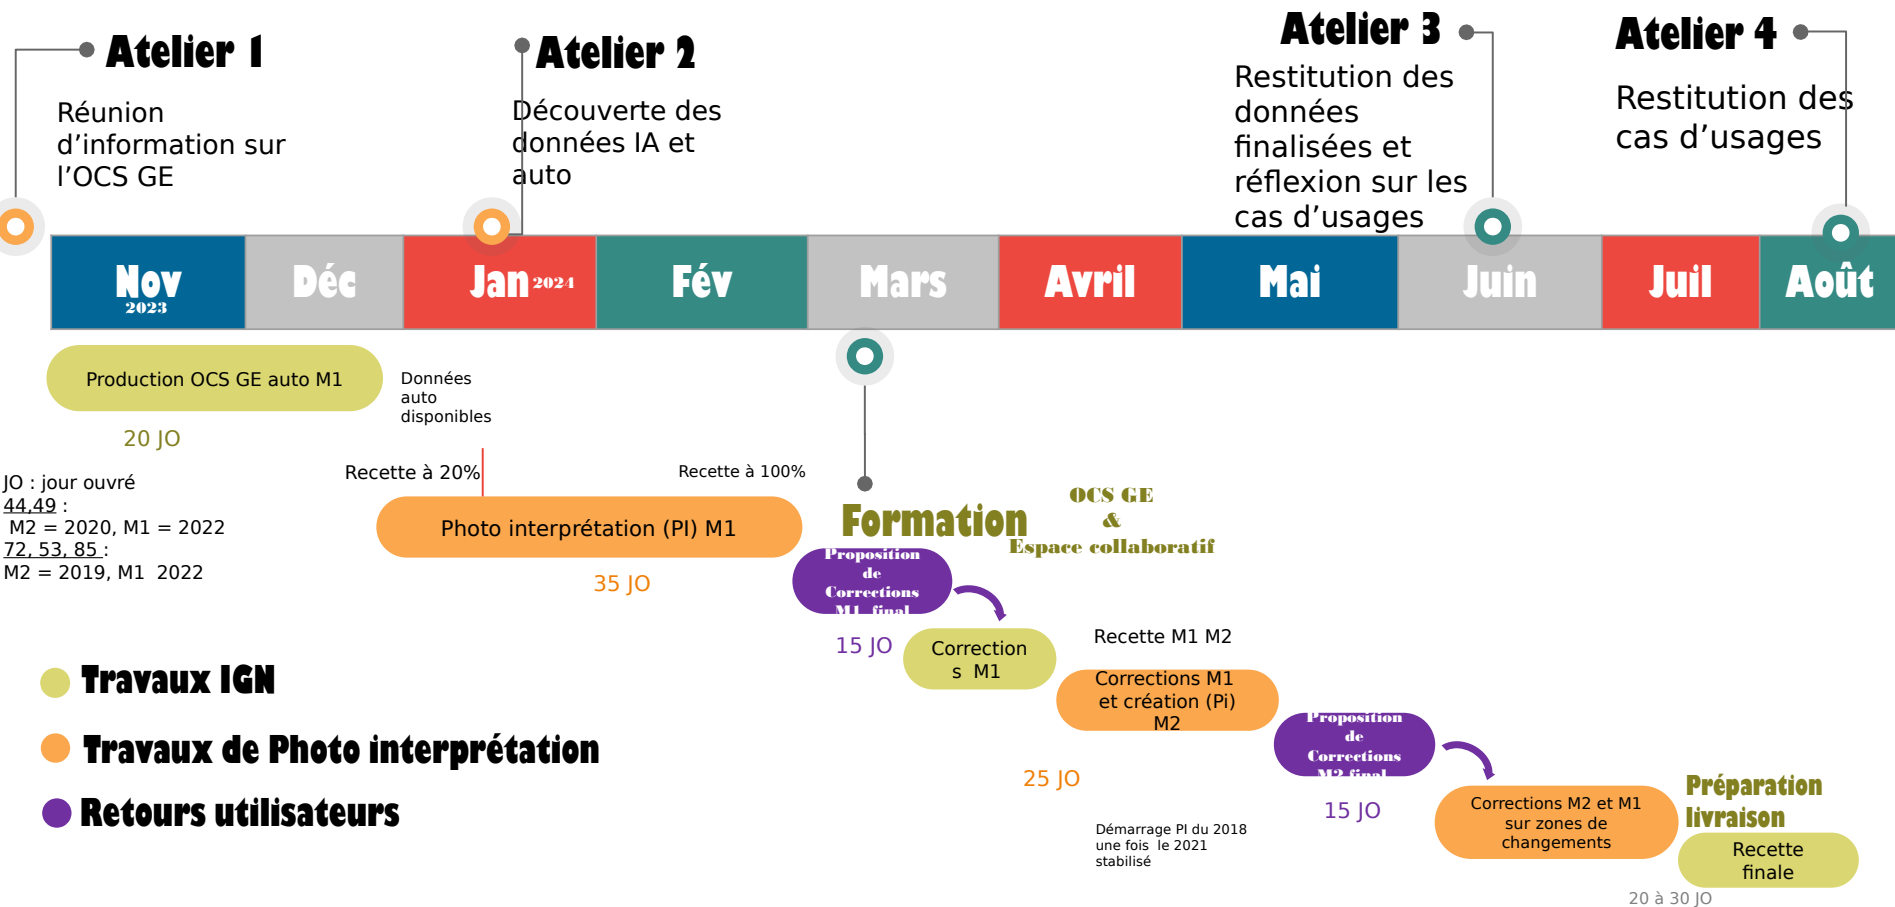 Atelier 1
Réunion
d’information sur
l’OCS GE
Atelier 2
Découverte des
données IA et
auto
Atelier 3
Restitution des
données
finalisées et
réflexion sur les
cas d’usages
Atelier 4
Restitution des
cas d’usages
Nov
2023
Déc
Jan 2024
Fév
Mars
Avril
Mai
Juin
Juil
Août
Production OCS GE auto M1
20 JO
Données
auto
disponibles
JO : jour ouvré
44,49 :
M2 = 2020, M1 = 2022
72, 53, 85 :
M2 = 2019, M1  2022
Recette à 20%
Recette à 100%
Photo interprétation (PI) M1
35 JO
Formation
OCS GE
&
Espace collaboratif
Proposition
de
Corrections
M1  final
15 JO
Correction
s  M1
Recette M1 M2
Corrections M1
et création (Pi)
M2
25 JO
Démarrage PI du 2018
une fois  le 2021
stabilisé
Proposition
de
Corrections
M2 final
15 JO
Corrections M2 et M1
sur zones de
changements
Préparation
livraison
Recette
finale
20 à 30 JO
Travaux IGN
Travaux de Photo interprétation
Retours utilisateurs